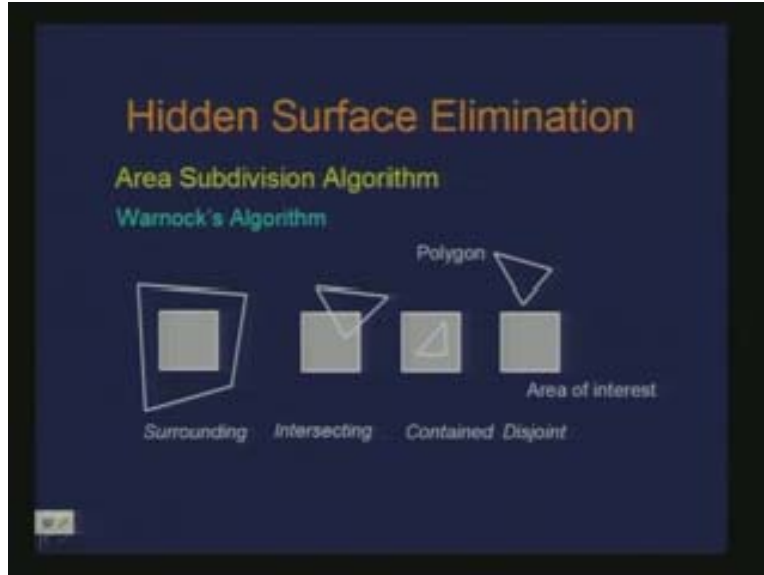 Hidden Surface Elimination
Area Subdivision Algorithm
Warnock's Algorithm
Polygon
Area of interest
Surrounding Intersecting Contained Disjoint